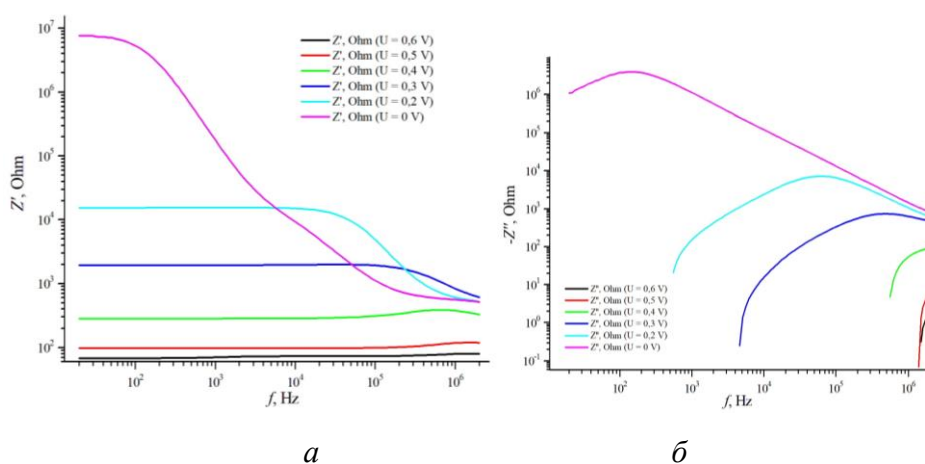 Z', Ohm
10⁷
10⁶
10⁵
10⁴
10³
10²
Z', Ohm (U = 0,6 V)
Z', Ohm (U = 0,5 V)
Z', Ohm (U = 0,4 V)
Z', Ohm (U = 0,3 V)
Z', Ohm (U = 0,2 V)
Z', Ohm (U = 0 V)
10² 10³ 10⁴ 10⁵ 10⁶
f, Hz
а
-Z'', Ohm
10⁶
10⁵
10⁴
10³
10²
10¹
10⁰
10⁻¹
Z'', Ohm (U = 0,6 V)
Z'', Ohm (U = 0,5 V)
Z'', Ohm (U = 0,4 V)
Z'', Ohm (U = 0,3 V)
Z'', Ohm (U = 0,2 V)
Z'', Ohm (U = 0 V)
10² 10³ 10⁴ 10⁵ 10⁶
f, Hz
б